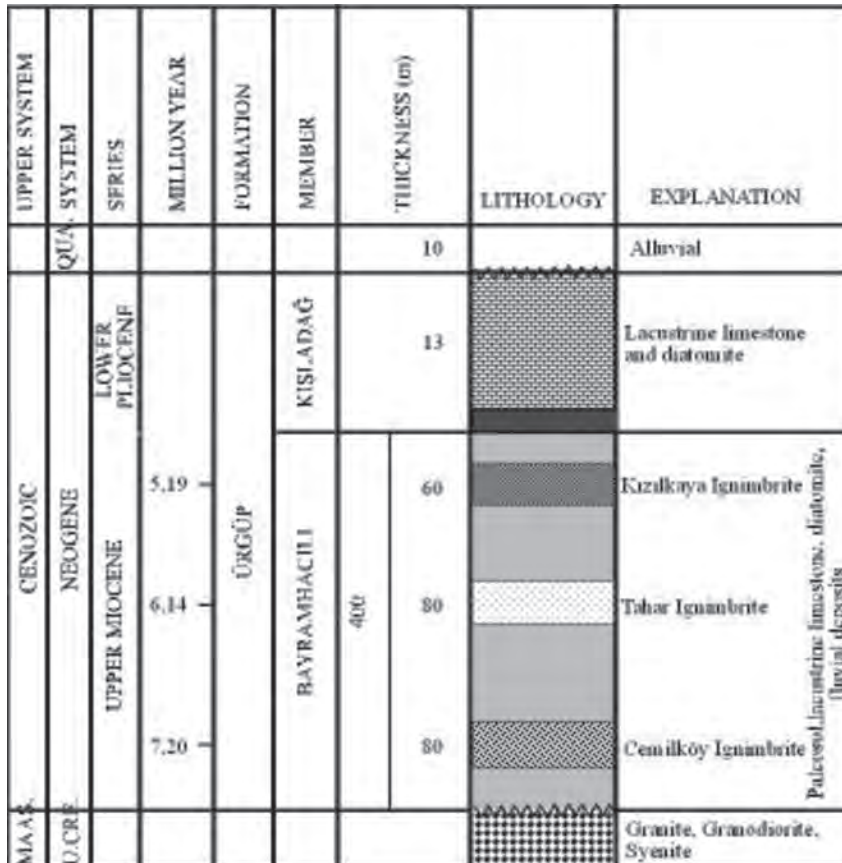 UPPER SYSTEM
SYSTEM
SERIES
MILLION YEAR
FORMATION
MEMBER
THICKNESS (m)
LITHOLOGY
EXPLANATION
QUA.
10
Alluvial
CENOZOIC
NEOGENE
LOWER
PLIOCENE
UPPER MIOCENE
5.19
6.14
7.20
ÜRGÜP
KIŞLADAĞ
13
Lacustrine limestone
and diatomite
BAYRAMHACILI
400
60
Kızılkaya Ignimbrite
80
Tahar Ignimbrite
80
Cemilköy Ignimbrite
Paleosol,lacustrine limestone, diatomite,
fluvial deposits
MAAS.
U.CRE.
Granite, Granodiorite,
Syenite